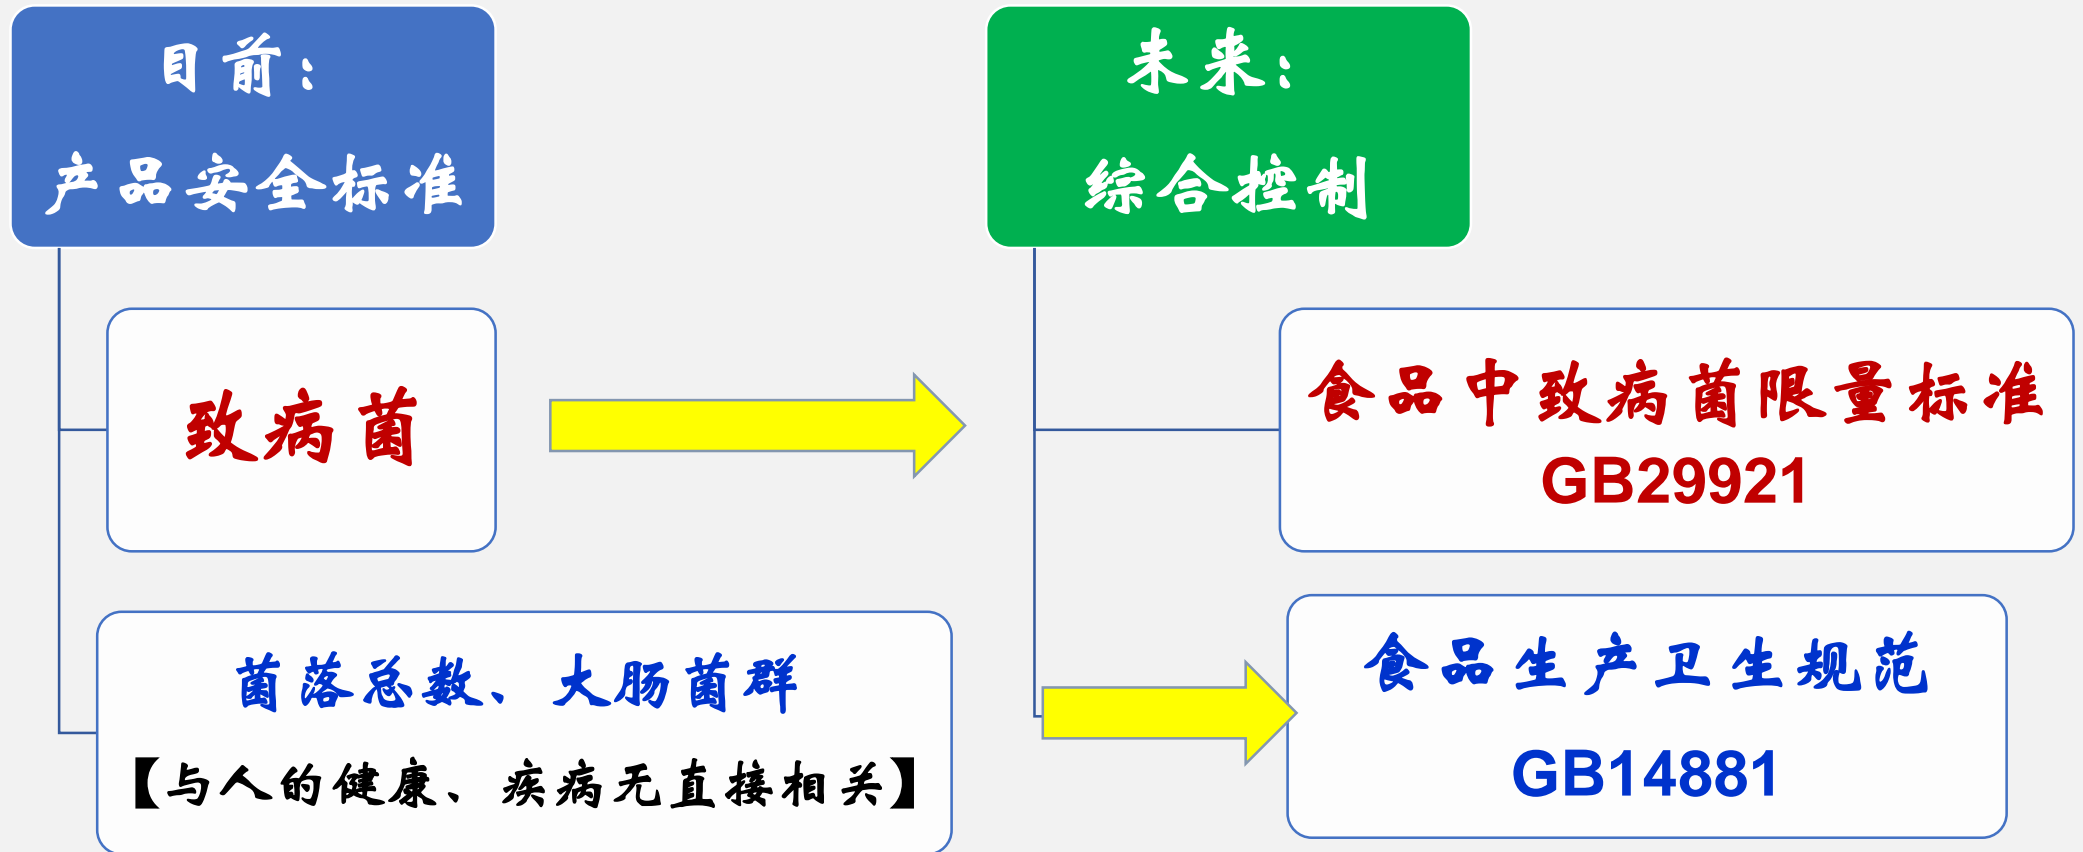 目前：
产品安全标准
致病菌
菌落总数、大肠菌群
【与人的健康、疾病无直接相关】
未来：
综合控制
食品中致病菌限量标准
GB29921
食品生产卫生规范
GB14881